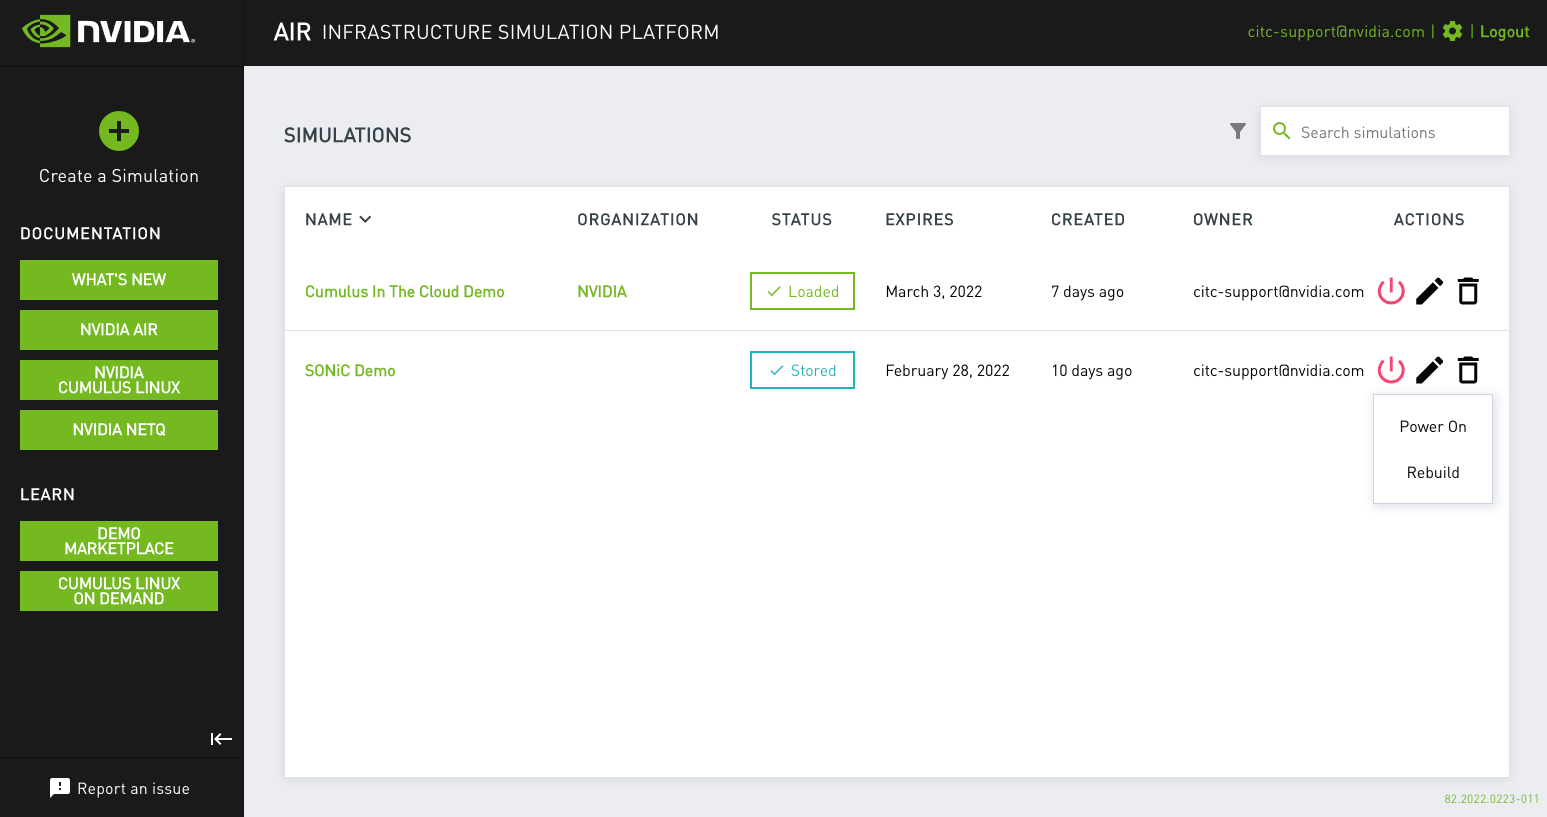 NVIDIA
AIR INFRASTRUCTURE SIMULATION PLATFORM
citc-support@nvidia.com | | Logout
Create a Simulation
DOCUMENTATION
WHAT'S NEW
NVIDIA AIR
NVIDIA
CUMULUS LINUX
NVIDIA NETQ
LEARN
DEMO
MARKETPLACE
CUMULUS LINUX
ON DEMAND
Report an issue
SIMULATIONS
Search simulations
NAME ORGANIZATION STATUS EXPIRES CREATED OWNER ACTIONS
Cumulus In The Cloud Demo NVIDIA Loaded March 3, 2022 7 days ago citc-support@nvidia.com
SONiC Demo Stored February 28, 2022 10 days ago citc-support@nvidia.com
Power On
Rebuild
82.2022.0223-011